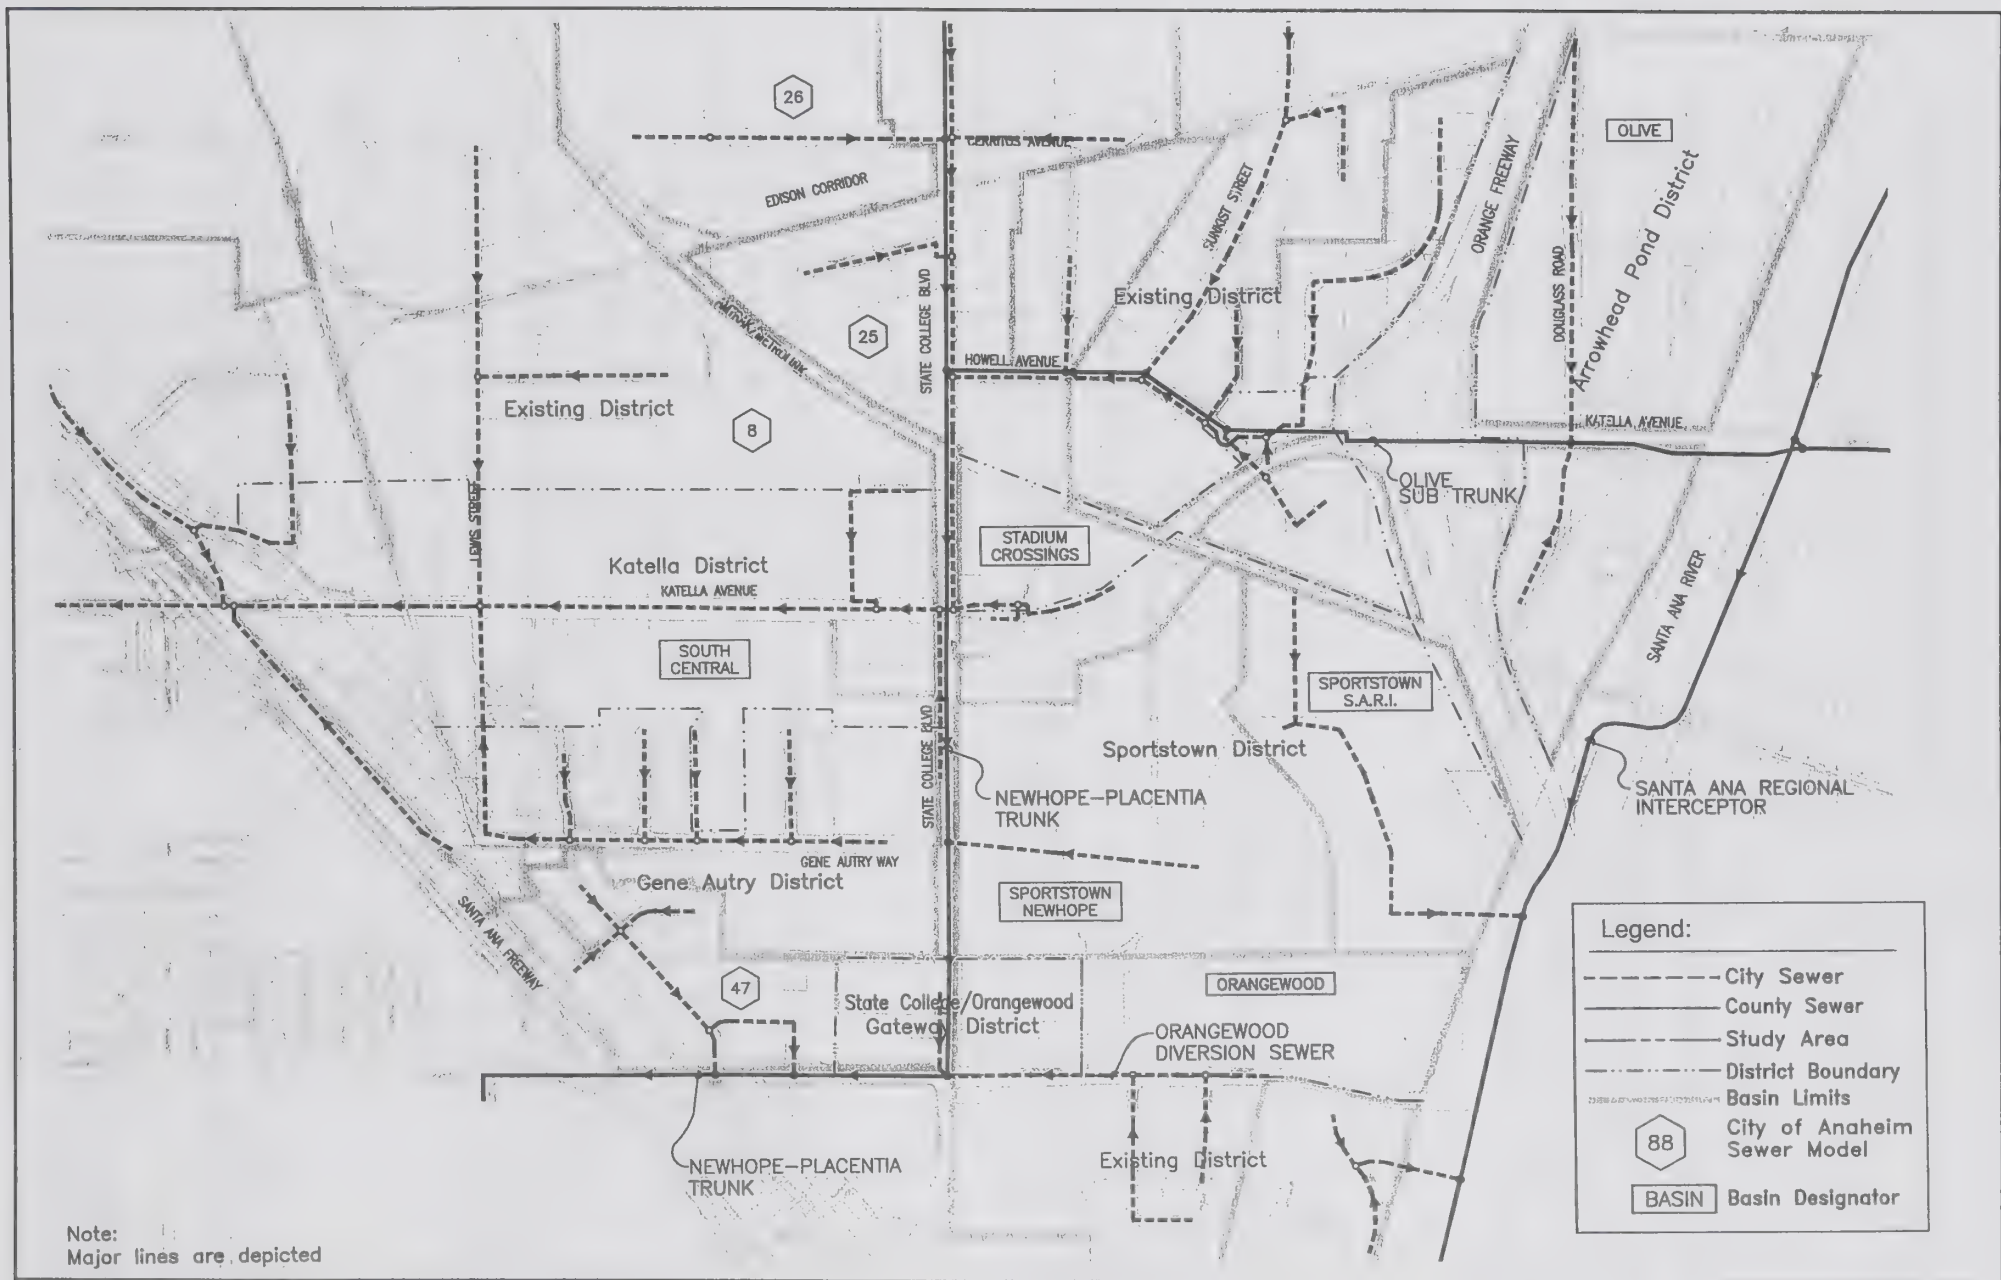 26
OLIVE
CERRITOS AVENUE
EDISON CORRIDOR
SUNKIST STREET
ORANGE FREEWAY
DOUGLASS ROAD
Arrowhead Pond District
STATE COLLEGE BLVD
Existing District
AMTRAK/METROLINK
25
HOWELL AVENUE
Existing District
8
KATELLA AVENUE
OLIVE
SUB TRUNK
LEWIS STREET
STADIUM
CROSSINGS
Katella District
KATELLA AVENUE
SANTA ANA RIVER
SOUTH
CENTRAL
SPORTSTOWN
S.A.R.I.
STATE COLLEGE BLVD
Sportstown District
NEWHOPE-PLACENTIA
TRUNK
SANTA ANA REGIONAL
INTERCEPTOR
GENE AUTRY WAY
Gene Autry District
SPORTSTOWN
NEWHOPE
SANTA ANA FREEWAY
47
State College/Orangewood
Gateway District
ORANGEWOOD
ORANGEWOOD
DIVERSION SEWER
NEWHOPE-PLACENTIA
TRUNK
Existing District
Legend:
City Sewer
County Sewer
Study Area
District Boundary
Basin Limits
88
City of Anaheim
Sewer Model
BASIN
Basin Designator
Note:
Major lines are depicted